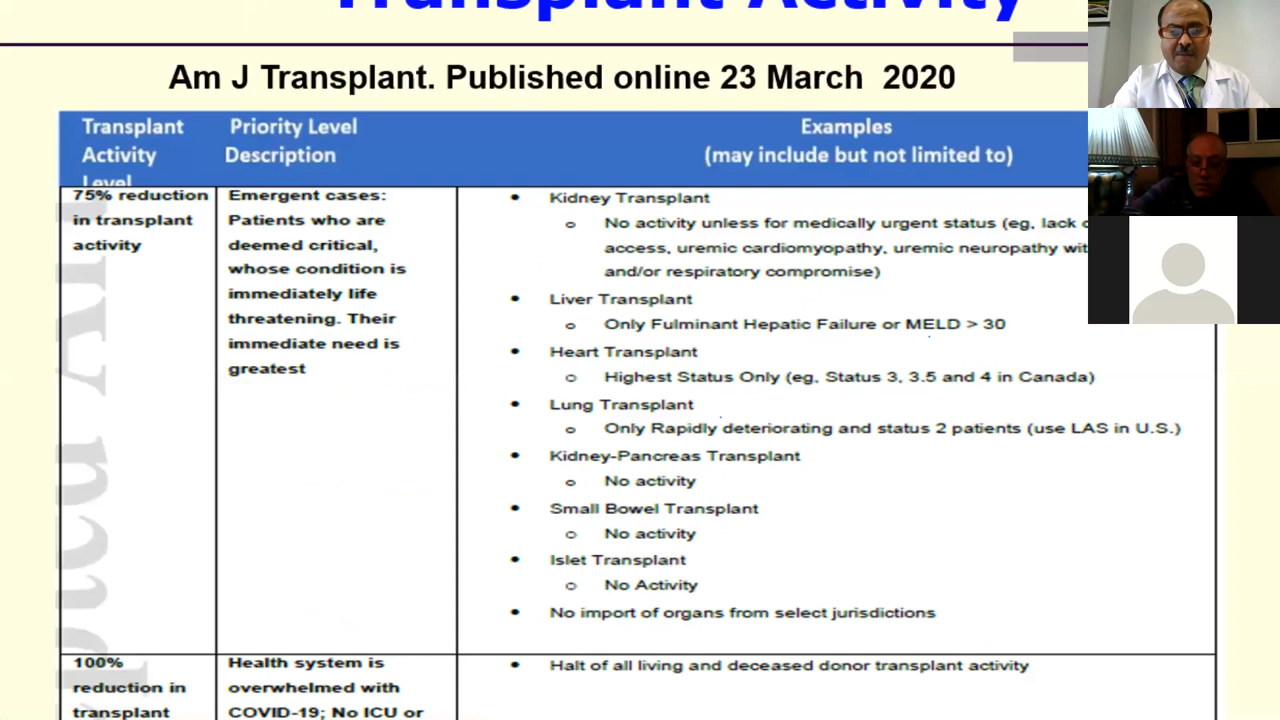 Transplant Activity
Am J Transplant. Published online 23 March 2020
Transplant Activity Level
Priority Level Description
Examples (may include but not limited to)
75% reduction in transplant activity
Emergent cases:
Patients who are
deemed critical,
whose condition is
immediately life
threatening. Their
immediate need is
greatest
• Kidney Transplant
o No activity unless for medically urgent status (eg, lack
access, uremic cardiomyopathy, uremic neuropathy
and/or respiratory compromise)
• Liver Transplant
o Only Fulminant Hepatic Failure or MELD > 30
• Heart Transplant
o Highest Status Only (eg, Status 3, 3.5 and 4 in Canada)
• Lung Transplant
o Only Rapidly deteriorating and status 2 patients (use LAS in U.S.)
• Kidney-Pancreas Transplant
o No activity
• Small Bowel Transplant
o No activity
• Islet Transplant
o No Activity
• No import of organs from select jurisdictions
100%
reduction in
transplant
Health system is
overwhelmed with
COVID-19; No ICU or
• Halt of all living and deceased donor transplant activity